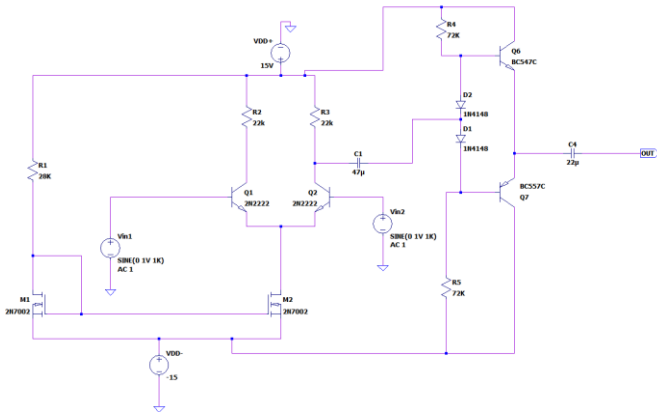 VDD+
15V
R4
72K
Q6
BC547C
R2
22k
R3
22k
D2
1N4148
D1
1N4148
C1
47µ
C4
22µ
OUT
R1
28K
Q1
2N2222
Q2
2N2222
BC557C
Q7
Vin1
SINE(0 1V 1K)
AC 1
Vin2
SINE(0 1V 1K)
AC 1
M1
2N7002
M2
2N7002
R5
72K
VDD-
-15